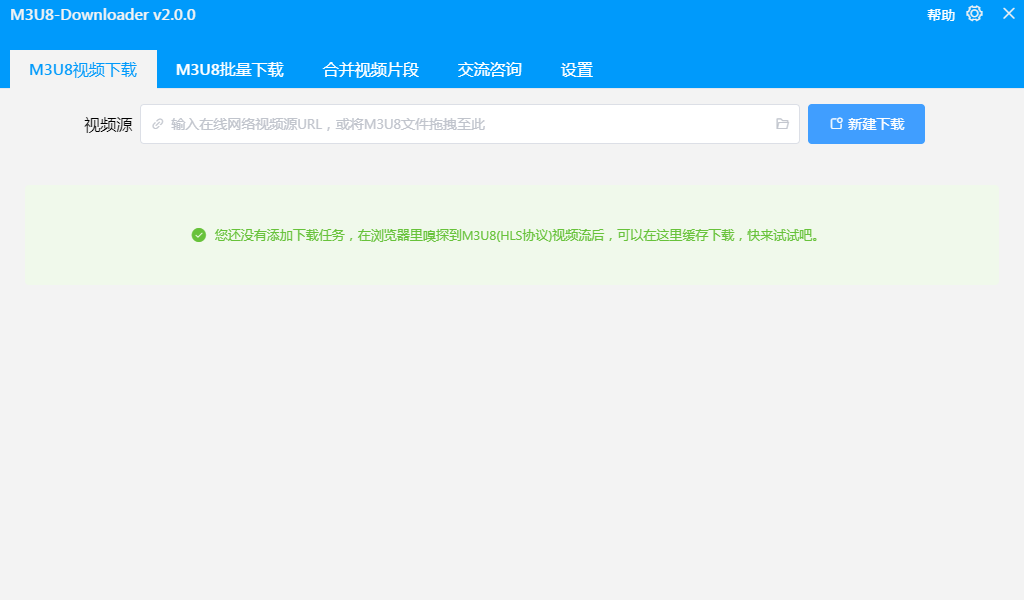 M3U8-Downloader v2.0.0
帮助
M3U8视频下载
M3U8批量下载
合并视频片段
交流咨询
设置
视频源
输入在线网络视频源URL，或将M3U8文件拖拽至此
新建下载
您还没有添加下载任务，在浏览器里嗅探到M3U8(HLS协议)视频流后，可以在这里缓存下载，快来试试吧。